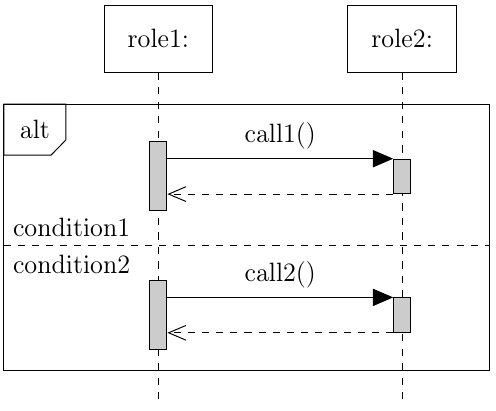 role1:
role2:
alt
call1()
condition1
condition2
call2()